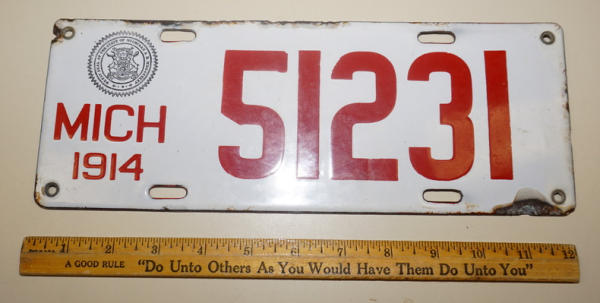 MICH
1914
51231
1 2 3 4 5 6 7 8 9 10 11 12
A GOOD RULE "Do Unto Others As You Would Have Them Do Unto You"